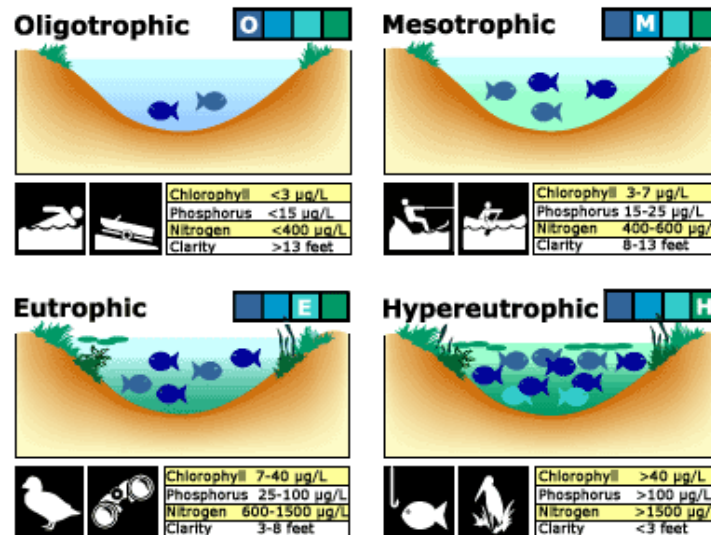 Oligotrophic O
Chlorophyll <3 µg/L
Phosphorus <15 µg/L
Nitrogen <400 µg/L
Clarity >13 feet
Mesotrophic M
Chlorophyll 3-7 µg/L
Phosphorus 15-25 µg/L
Nitrogen 400-600 µg/L
Clarity 8-13 feet
Eutrophic E
Chlorophyll 7-40 µg/L
Phosphorus 25-100 µg/L
Nitrogen 600-1500 µg/L
Clarity 3-8 feet
Hypereutrophic H
Chlorophyll >40 µg/L
Phosphorus >100 µg/L
Nitrogen >1500 µg/L
Clarity <3 feet